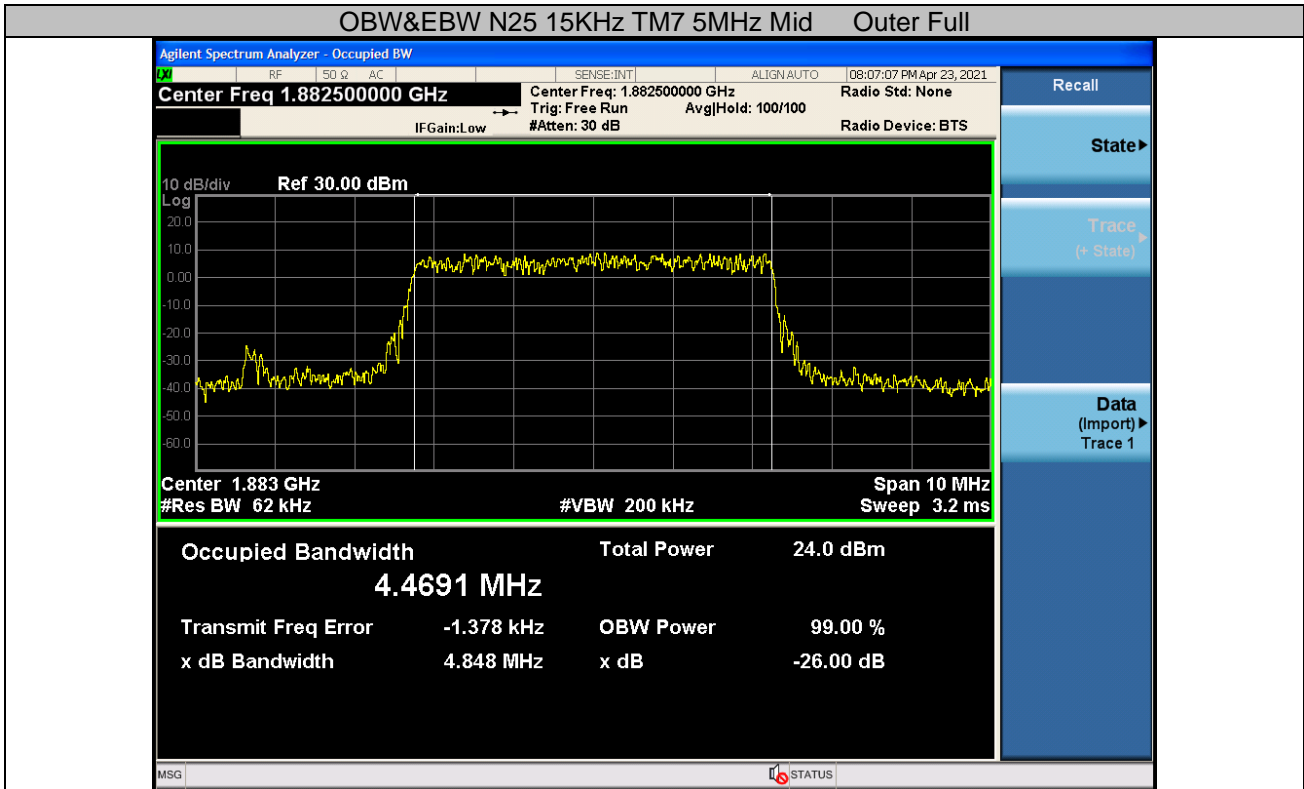 OBW&EBW N25 15KHz TM7 5MHz Mid Outer Full
Agilent Spectrum Analyzer - Occupied BW
LXI RF 50 Ω AC SENSE:INT ALIGN AUTO 08:07:07 PM Apr 23, 2021
Center Freq 1.882500000 GHz
Center Freq: 1.882500000 GHz
Radio Std: None
Trig: Free Run Avg|Hold: 100/100
IFGain:Low
#Atten: 30 dB
Radio Device: BTS
Recall
State
Trace
(+ State)
Data
(Import)
Trace 1
10 dB/div Ref 30.00 dBm
Log
20.0
10.0
0.00
-10.0
-20.0
-30.0
-40.0
-50.0
-60.0
Center 1.883 GHz Span 10 MHz
#Res BW 62 kHz #VBW 200 kHz Sweep 3.2 ms
Occupied Bandwidth Total Power 24.0 dBm
4.4691 MHz
Transmit Freq Error -1.378 kHz OBW Power 99.00 %
x dB Bandwidth 4.848 MHz x dB -26.00 dB
MSG STATUS